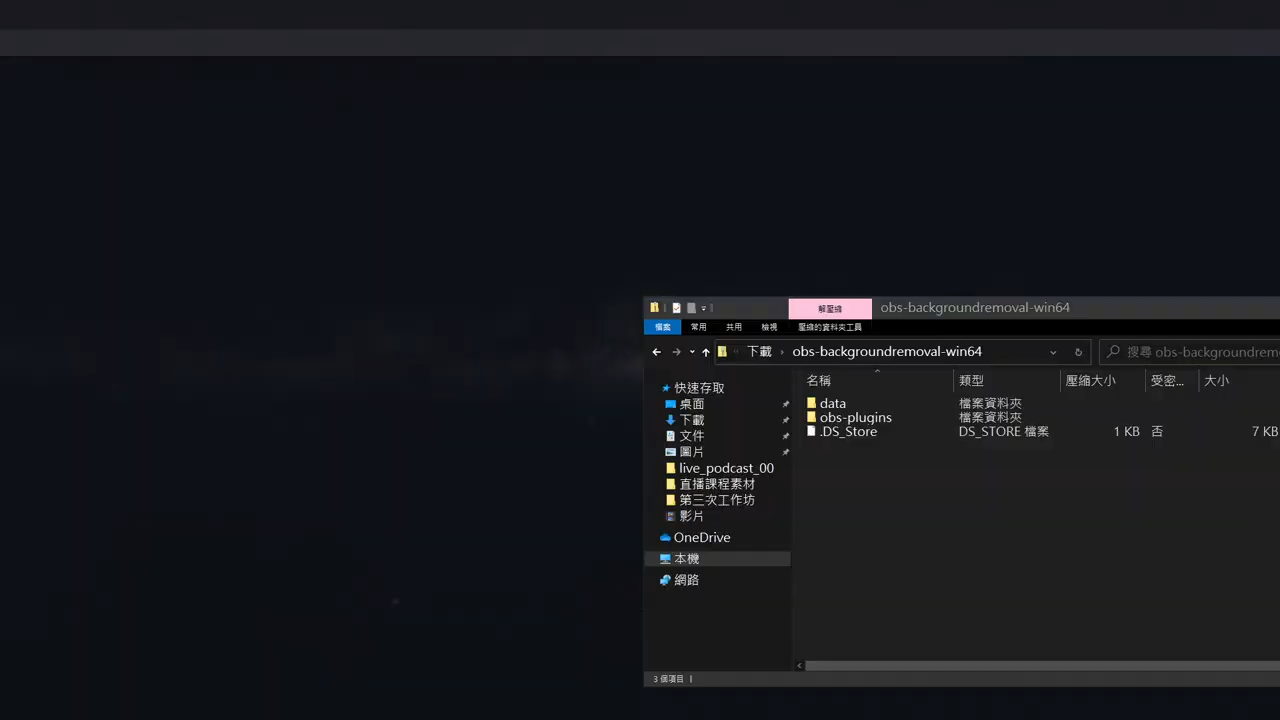 解壓縮 obs-backgroundremoval-win64
檔案 常用 共用 檢視 壓縮的資料夾工具
下載 › obs-backgroundremoval-win64 搜尋 obs-backgroundrem
名稱 類型 壓縮大小 受密... 大小
快速存取
桌面
下載
文件
圖片
live_podcast_00
直播課程素材
第三次工作坊
影片
OneDrive
本機
網路
data 檔案資料夾
obs-plugins 檔案資料夾
.DS_Store DS_STORE 檔案 1 KB 否 7 KB
3 個項目